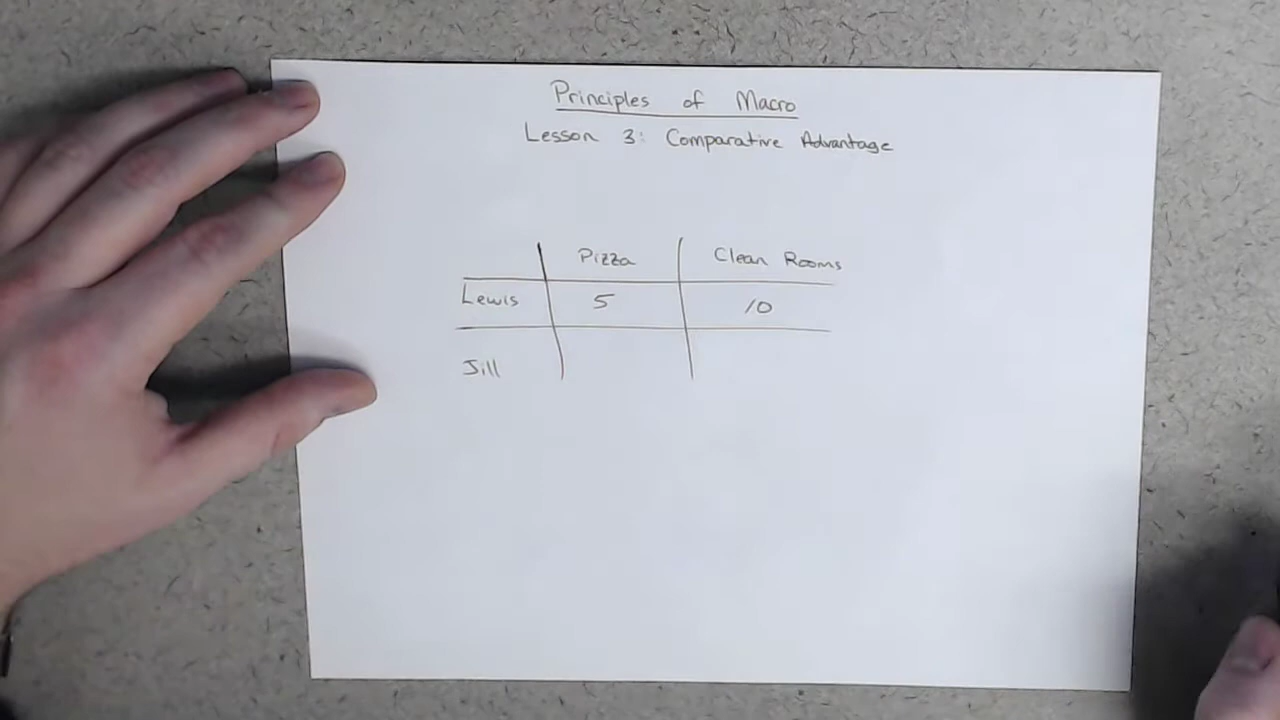 Principles of Macro
Lesson 3: Comparative Advantage
Pizza Clean Rooms
Lewis 5 10
Jill